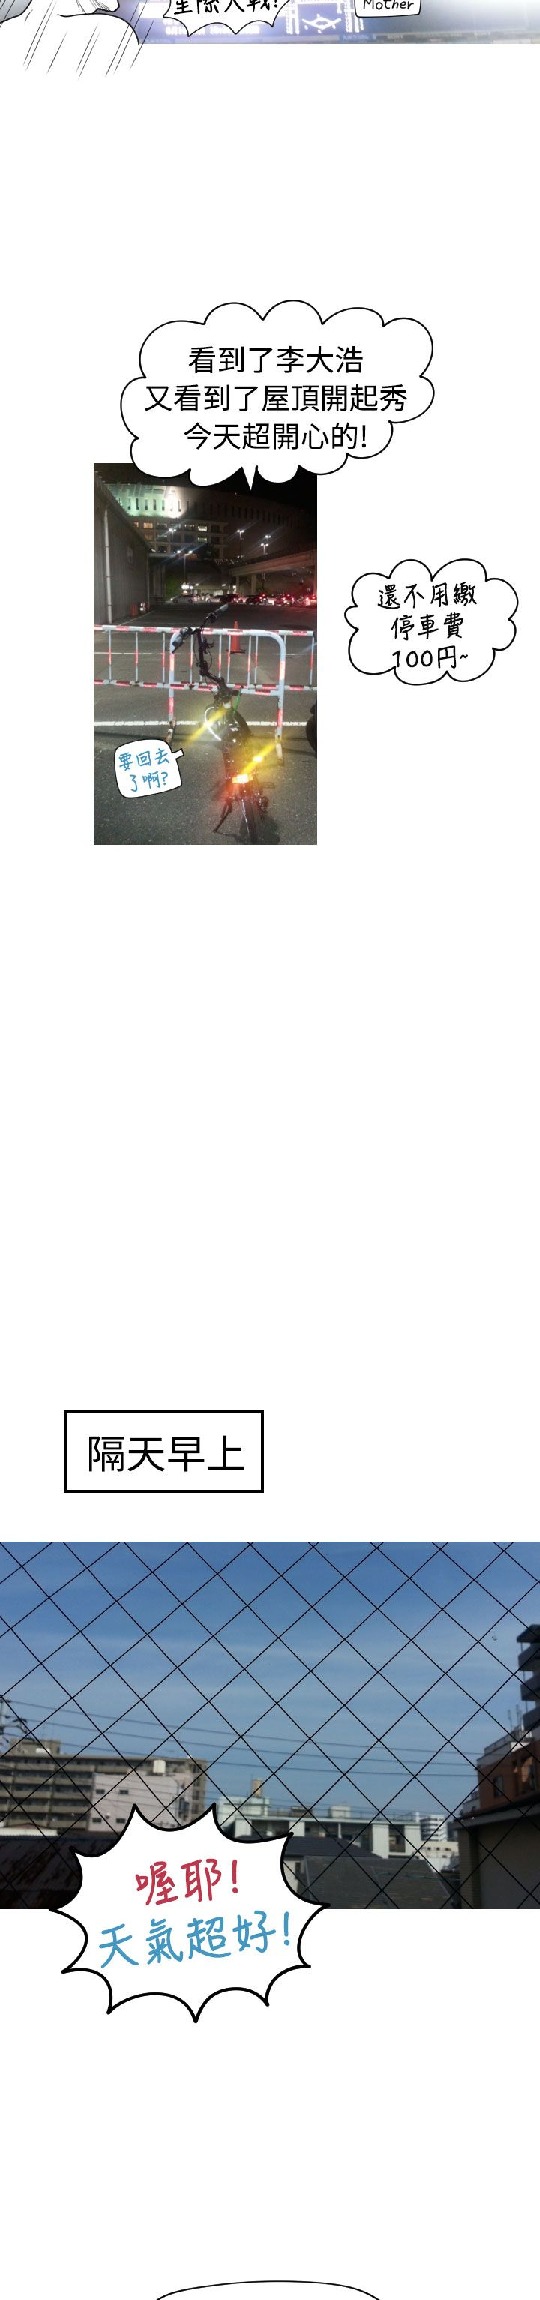 星際大戰!
Mother
看到了李大浩
又看到了屋頂開起秀
今天超開心的!
還不用繳
停車費
100円~
要回去
了啊?
隔天早上
喔耶!
天氣超好!